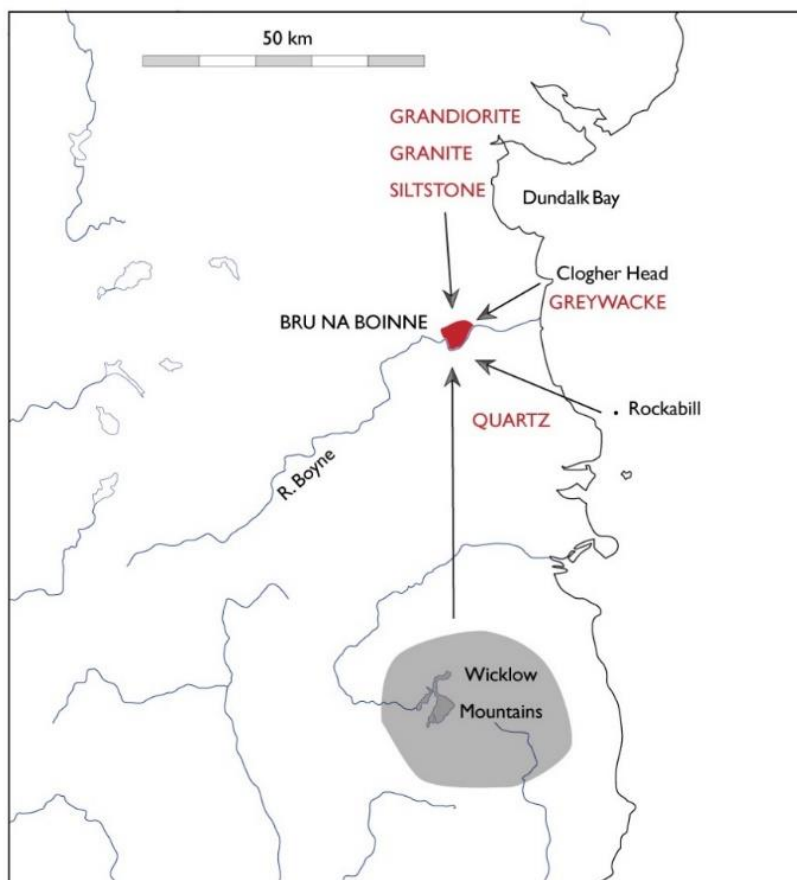 50 km
GRANDIORITE
GRANITE
SILTSTONE
Dundalk Bay
Clogher Head
GREYWACKE
BRU NA BOINNE
Rockabill
QUARTZ
R. Boyne
Wicklow
Mountains